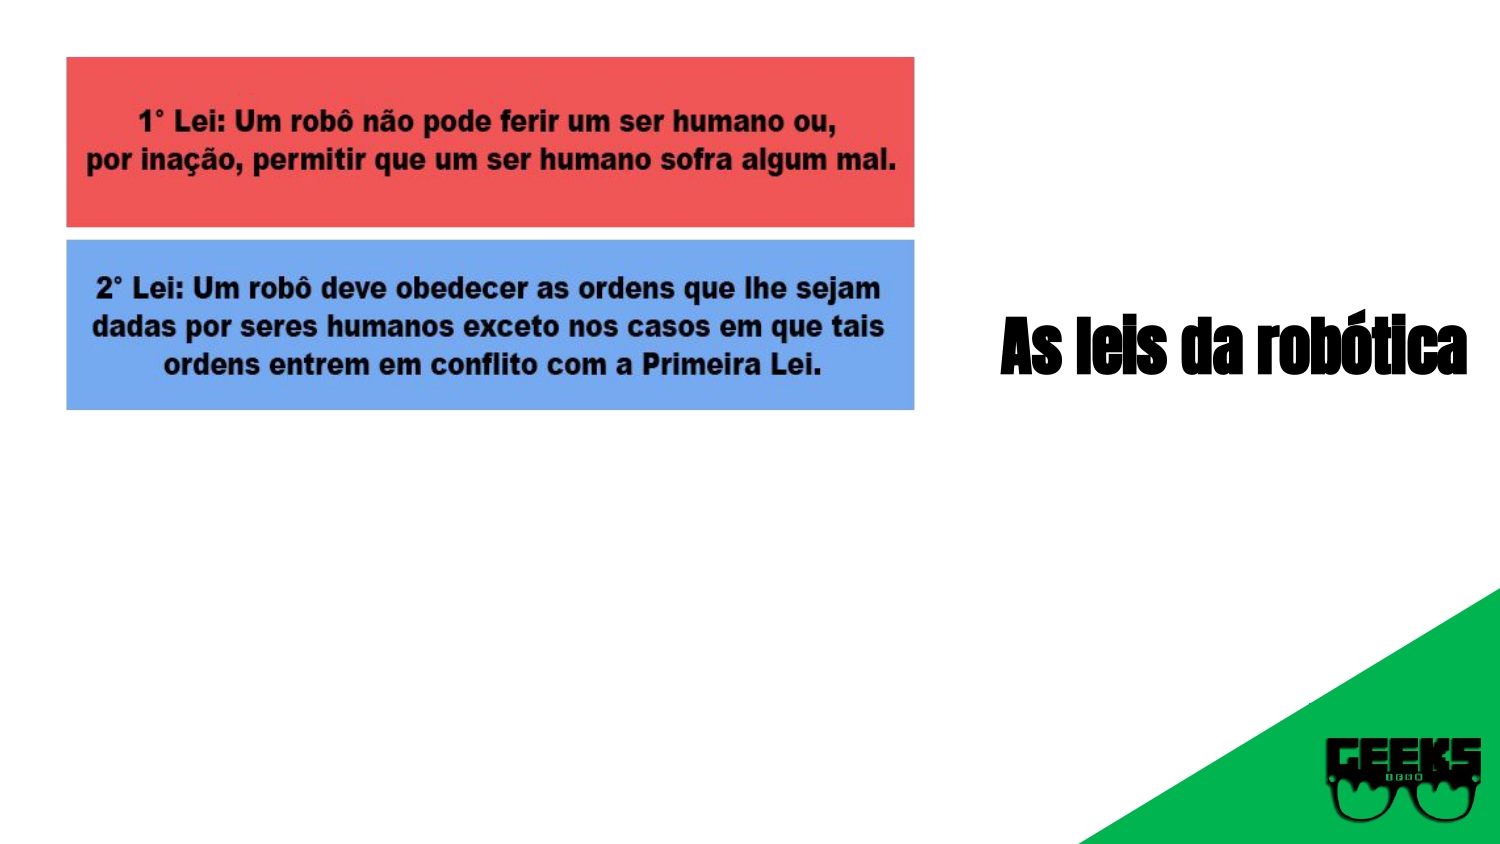 1° Lei: Um robô não pode ferir um ser humano ou,
por inação, permitir que um ser humano sofra algum mal.
2° Lei: Um robô deve obedecer as ordens que lhe sejam
dadas por seres humanos exceto nos casos em que tais
ordens entrem em conflito com a Primeira Lei.
As leis da robótica
GEEKS